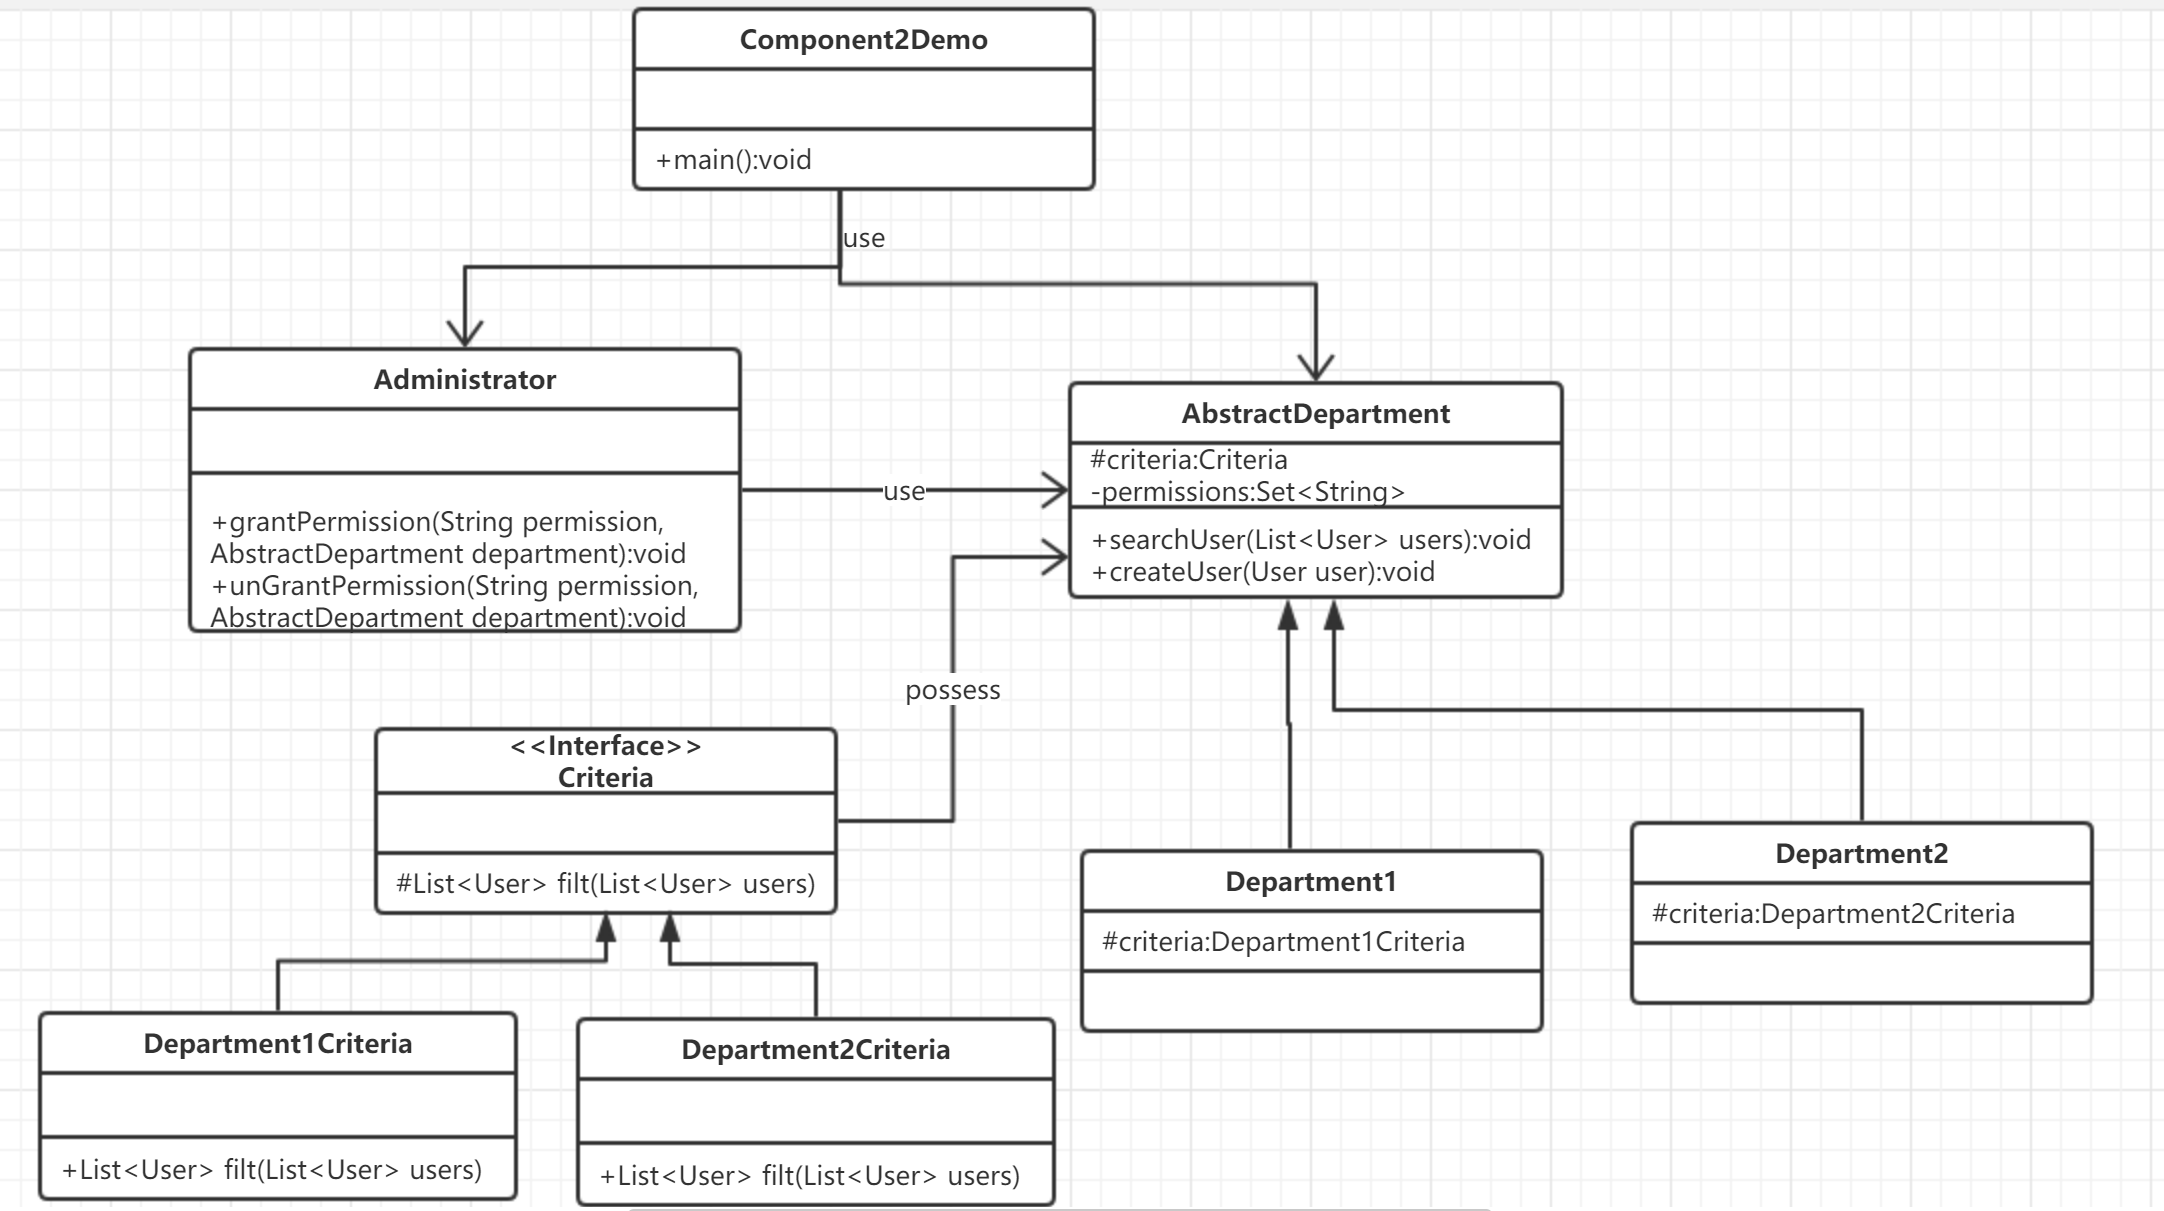 Component2Demo
+main():void
use
Administrator
+grantPermission(String permission,
AbstractDepartment department):void
+unGrantPermission(String permission,
AbstractDepartment department):void
use
AbstractDepartment
#criteria:Criteria
-permissions:Set<String>
+searchUser(List<User> users):void
+createUser(User user):void
possess
<<Interface>>
Criteria
#List<User> filt(List<User> users)
Department1
#criteria:Department1Criteria
Department2
#criteria:Department2Criteria
Department1Criteria
+List<User> filt(List<User> users)
Department2Criteria
+List<User> filt(List<User> users)